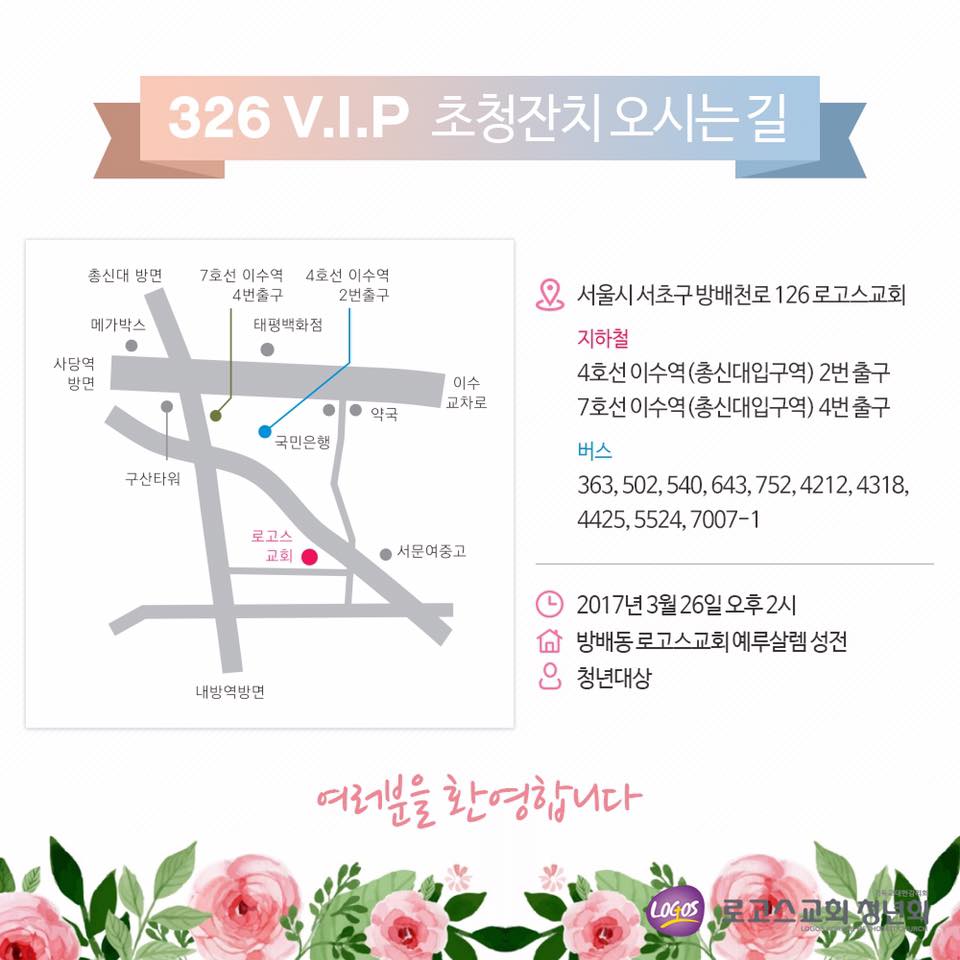 326 V.I.P 초청잔치 오시는 길
총신대 방면
7호선 이수역
4번출구
4호선 이수역
2번출구
메가박스
태평백화점
사당역
방면
이수
교차로
약국
국민은행
구산타워
로고스
교회
서문여중고
내방역방면
서울시 서초구 방배천로 126 로고스교회
지하철
4호선 이수역(총신대입구역) 2번 출구
7호선 이수역(총신대입구역) 4번 출구
버스
363, 502, 540, 643, 752, 4212, 4318,
4425, 5524, 7007-1
2017년 3월 26일 오후 2시
방배동 로고스교회 예루살렘 성전
청년대상
여러분을 환영합니다
LOGOS
로고스교회 청년회